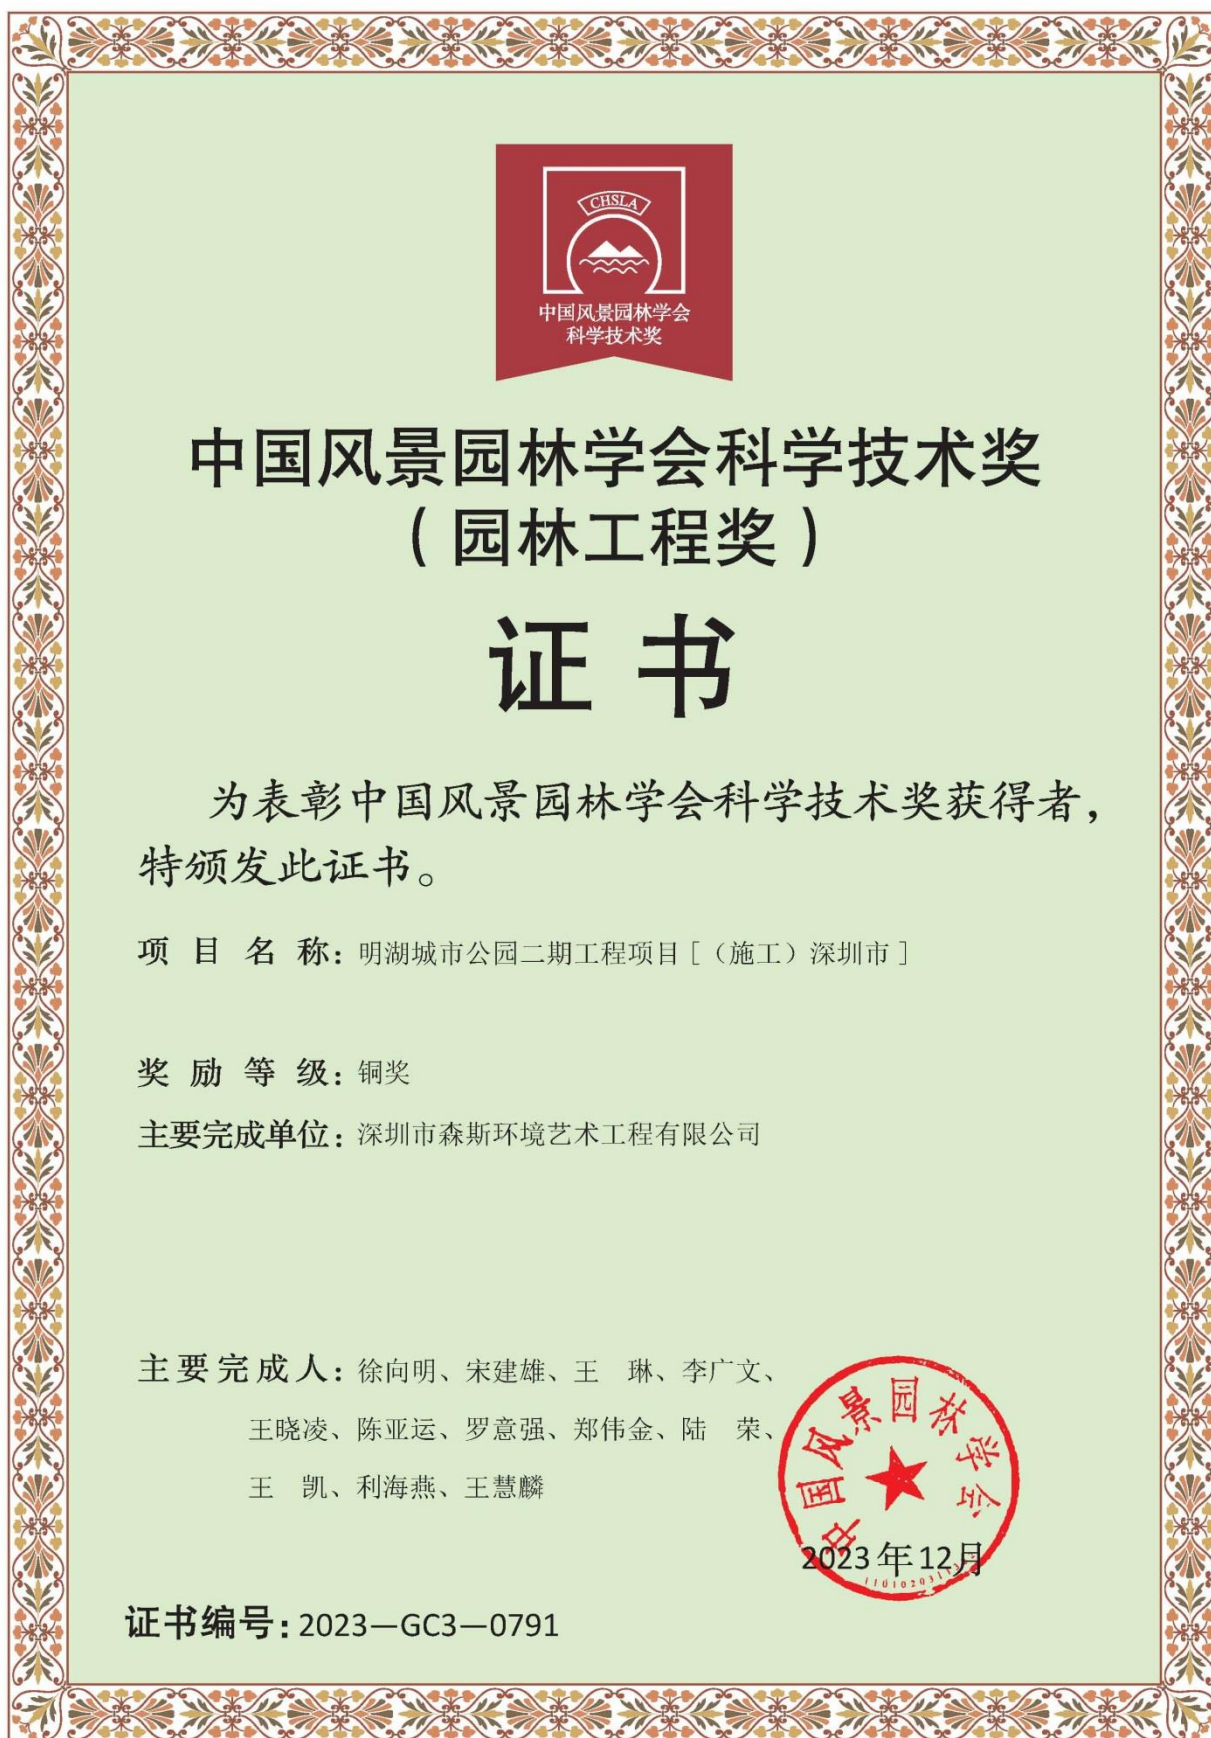 CHSLA
中国风景园林学会
科学技术奖
中国风景园林学会科学技术奖
（园林工程奖）
证书
为表彰中国风景园林学会科学技术奖获得者，
特颁发此证书。
项目名称：明湖城市公园二期工程项目［（施工）深圳市］
奖励等级：铜奖
主要完成单位：深圳市森斯环境艺术工程有限公司
主要完成人：徐向明、宋建雄、王　琳、李广文、
王晓凌、陈亚运、罗意强、郑伟金、陆　荣、
王　凯、利海燕、王慧麟
中国风景园林学会
2023年12月
证书编号：2023—GC3—0791